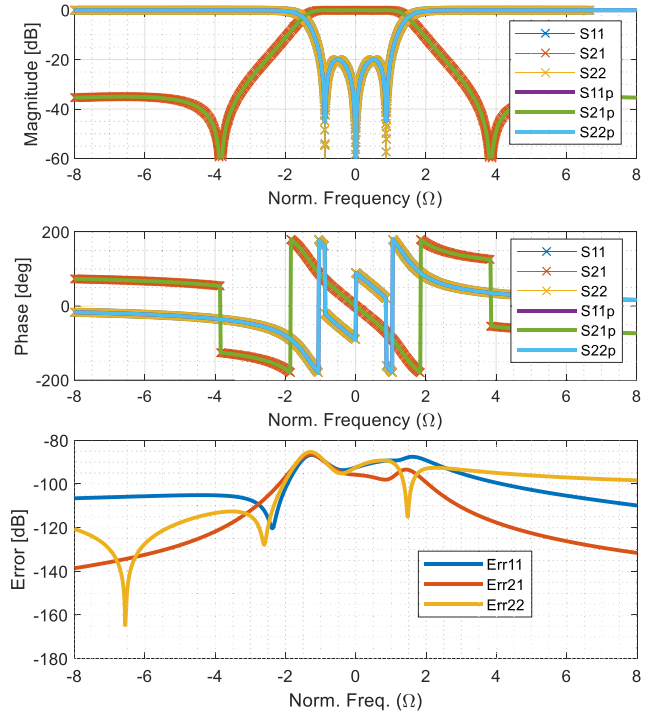 0
-20
-40
-60
Magnitude [dB]
-8 -6 -4 -2 0 2 4 6 8
Norm. Frequency (Ω)
S11
S21
S22
S11p
S21p
S22p
200
0
-200
Phase [deg]
-8 -6 -4 -2 0 2 4 6 8
Norm. Frequency (Ω)
S11
S21
S22
S11p
S21p
S22p
-80
-100
-120
-140
-160
-180
Error [dB]
-8 -6 -4 -2 0 2 4 6 8
Norm. Freq. (Ω)
Err11
Err21
Err22